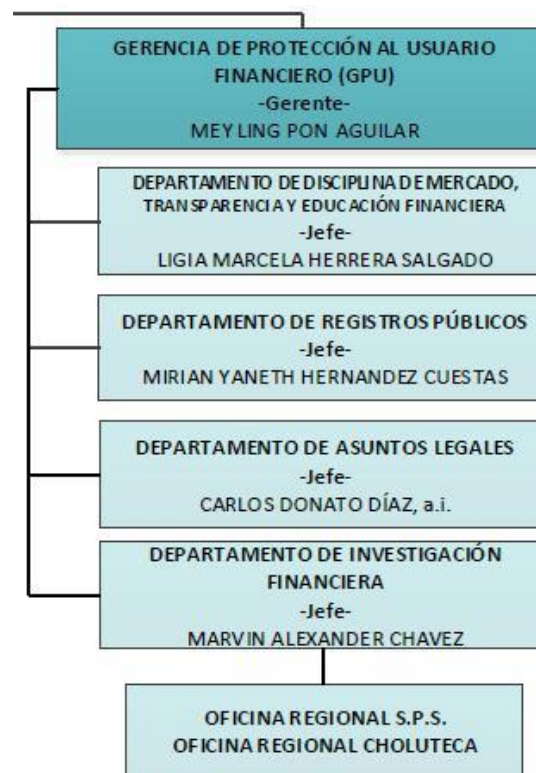 GERENCIA DE PROTECCIÓN AL USUARIO
FINANCIERO (GPU)
-Gerente-
MEY LING PON AGUILAR
DEPARTAMENTO DE DISCIPLINA DE MERCADO,
TRANSPARENCIA Y EDUCACIÓN FINANCIERA
-Jefe-
LIGIA MARCELA HERRERA SALGADO
DEPARTAMENTO DE REGISTROS PÚBLICOS
-Jefe-
MIRIAN YANETH HERNANDEZ CUESTAS
DEPARTAMENTO DE ASUNTOS LEGALES
-Jefe-
CARLOS DONATO DÍAZ, a.i.
DEPARTAMENTO DE INVESTIGACIÓN
FINANCIERA
-Jefe-
MARVIN ALEXANDER CHAVEZ
OFICINA REGIONAL S.P.S.
OFICINA REGIONAL CHOLUTECA